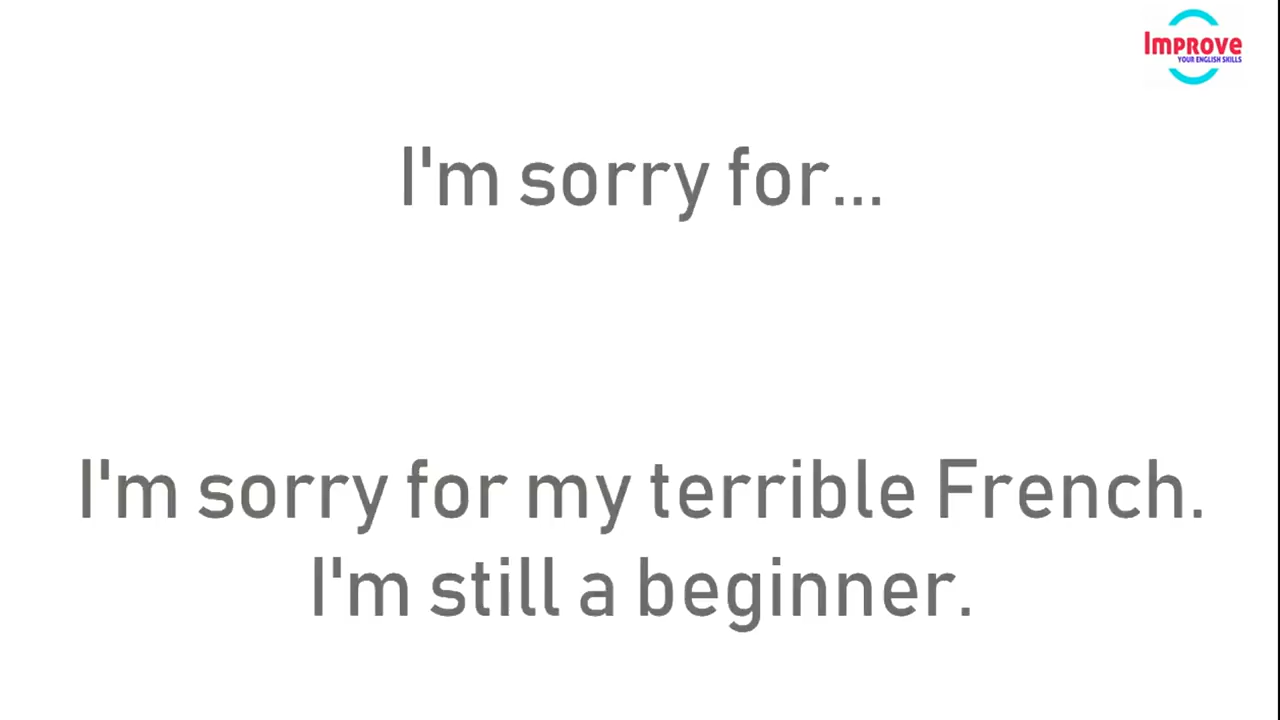 Improve
YOUR ENGLISH SKILLS
I'm sorry for...
I'm sorry for my terrible French.
I'm still a beginner.